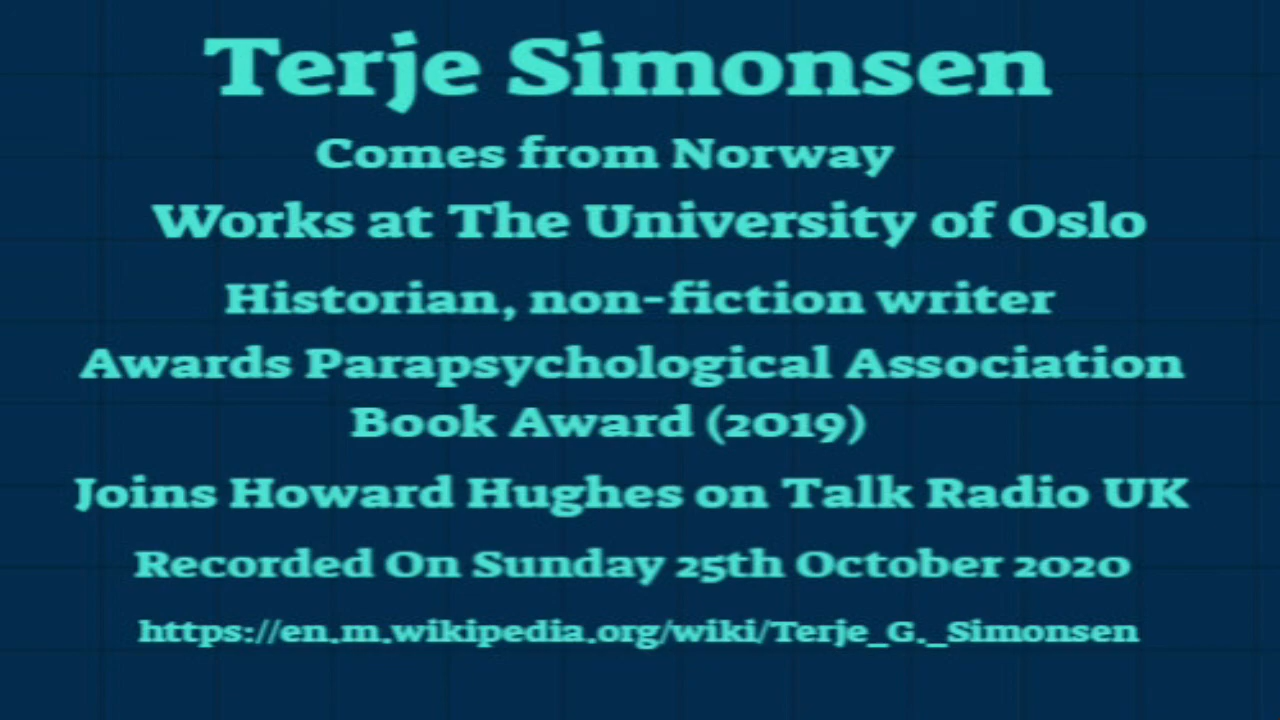 Terje Simonsen
Comes from Norway
Works at The University of Oslo
Historian, non-fiction writer
Awards Parapsychological Association
Book Award (2019)
Joins Howard Hughes on Talk Radio UK
Recorded On Sunday 25th October 2020
https://en.m.wikipedia.org/wiki/Terje_G._Simonsen